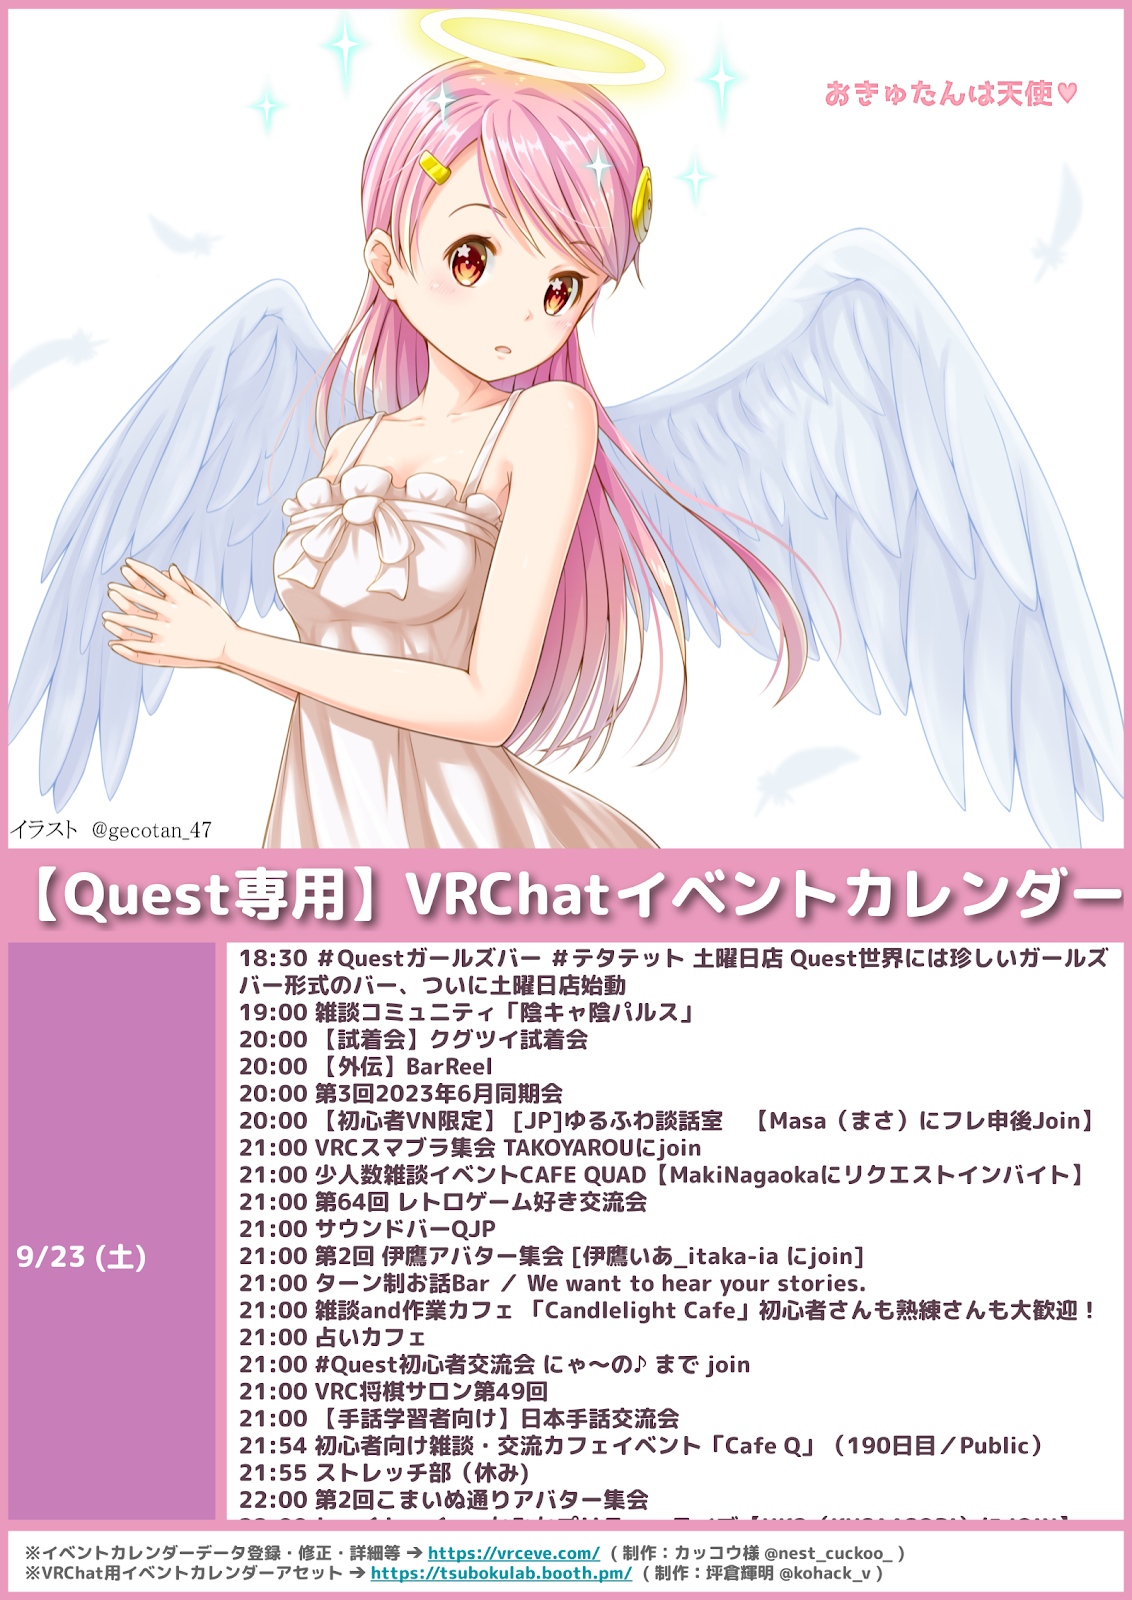 おきゅたんは天使♥
イラスト @gecotan_47
【Quest専用】VRChatイベントカレンダー
9/23 (土)
18:30 #Questガールズバー #テタテット 土曜日店 Quest世界には珍しいガールズ
バー形式のバー、ついに土曜日店始動
19:00 雑談コミュニティ「陰キャ陰パルス」
20:00 【試着会】クグツイ試着会
20:00 【外伝】BarReel
20:00 第3回2023年6月同期会
20:00 【初心者VN限定】 [JP]ゆるふわ談話室 【Masa（まさ）にフレ申後Join】
21:00 VRCスマブラ集会 TAKOYAROUにjoin
21:00 少人数雑談イベントCAFE QUAD【MakiNagaokaにリクエストインバイト】
21:00 第64回 レトロゲーム好き交流会
21:00 サウンドバーQJP
21:00 第2回 伊鷹アバター集会 [伊鷹いあ_itaka-ia にjoin]
21:00 ターン制お話Bar ／ We want to hear your stories.
21:00 雑談and作業カフェ 「Candlelight Cafe」初心者さんも熟練さんも大歓迎！
21:00 占いカフェ
21:00 #Quest初心者交流会 にゃ～の♪ まで join
21:00 VRC将棋サロン第49回
21:00 【手話学習者向け】日本手話交流会
21:54 初心者向け雑談・交流カフェイベント「Cafe Q」（190日目／Public）
21:55 ストレッチ部（休み)
22:00 第2回こまいぬ通りアバター集会
※イベントカレンダーデータ登録・修正・詳細等 ➔ https://vrceve.com/ （ 制作：カッコウ様 @nest_cuckoo_ ）
※VRChat用イベントカレンダーアセット ➔ https://tsubokulab.booth.pm/ （ 制作：坪倉輝明 @kohack_v ）